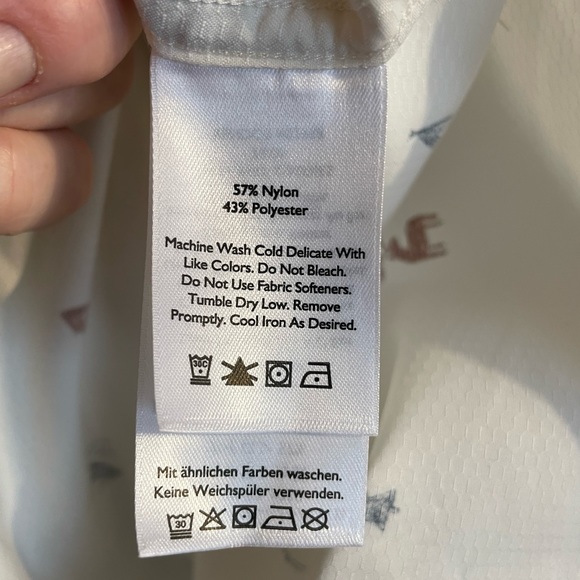 57% Nylon
43% Polyester
Machine Wash Cold Delicate With
Like Colors. Do Not Bleach.
Do Not Use Fabric Softeners.
Tumble Dry Low. Remove
Promptly. Cool Iron As Desired.
30C
Mit ähnlichen Farben waschen.
Keine Weichspüler verwenden.
30